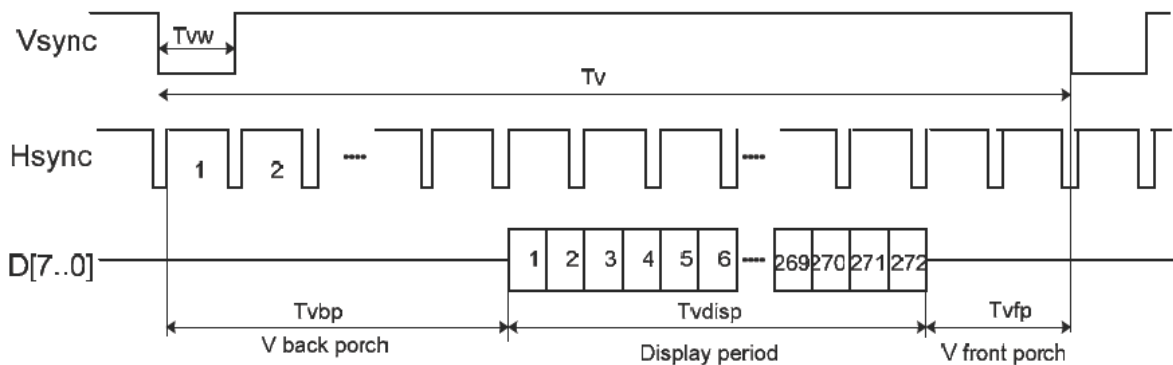 Vsync
Tvw
Tv
Hsync
1 2 ....
....
D[7..0]
1 2 3 4 5 6 .... 269 270 271 272
Tvbp Tvdisp Tvfp
V back porch Display period V front porch